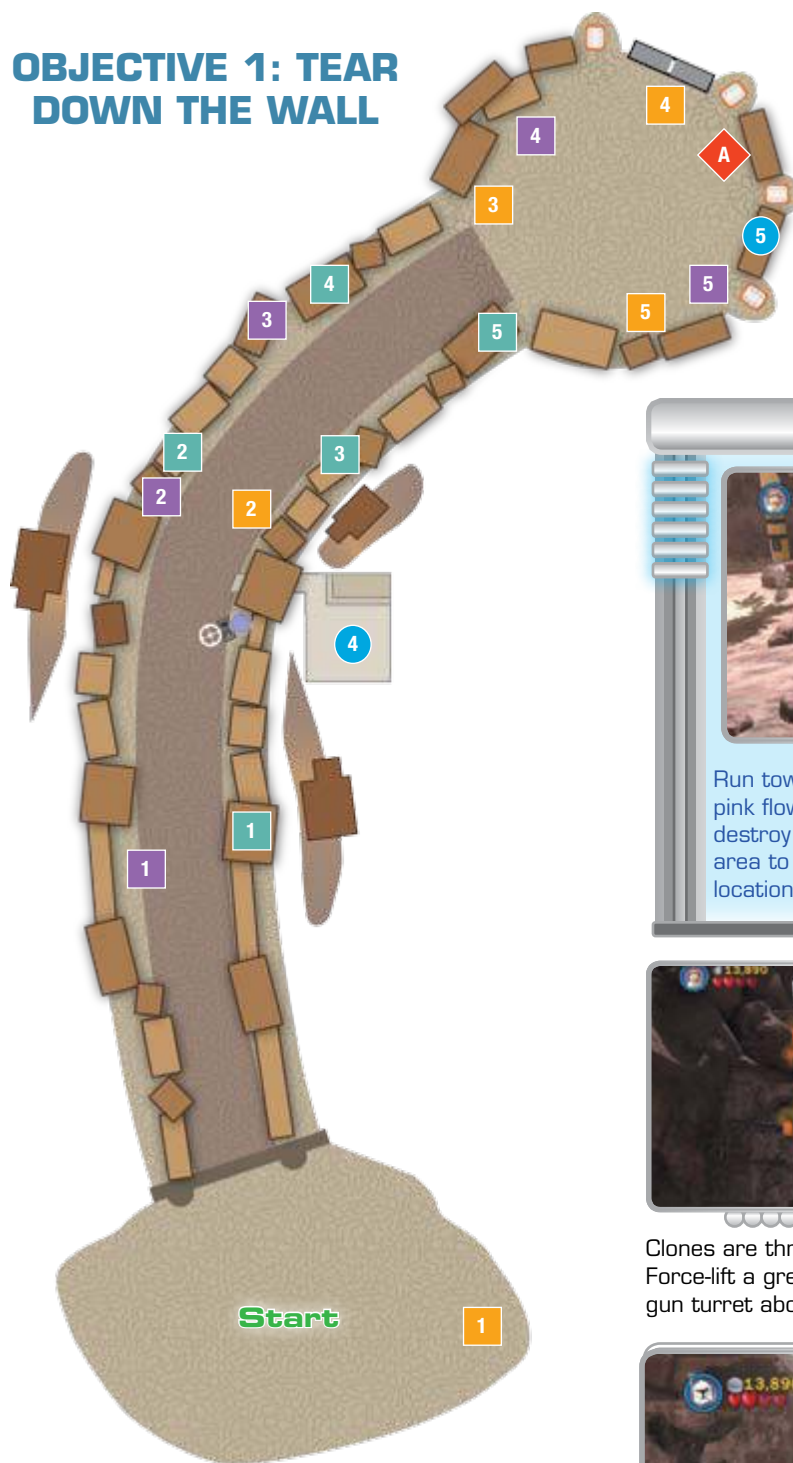 OBJECTIVE 1: TEAR
DOWN THE WALL
4
4
A
3
5
4
5
3
5
5
2
3
2
2
4
1
1
Start
1
Run tow
pink flow
destroy
area to
location
13,890
Clones are thr
Force-lift a gre
gun turret abo
13,89